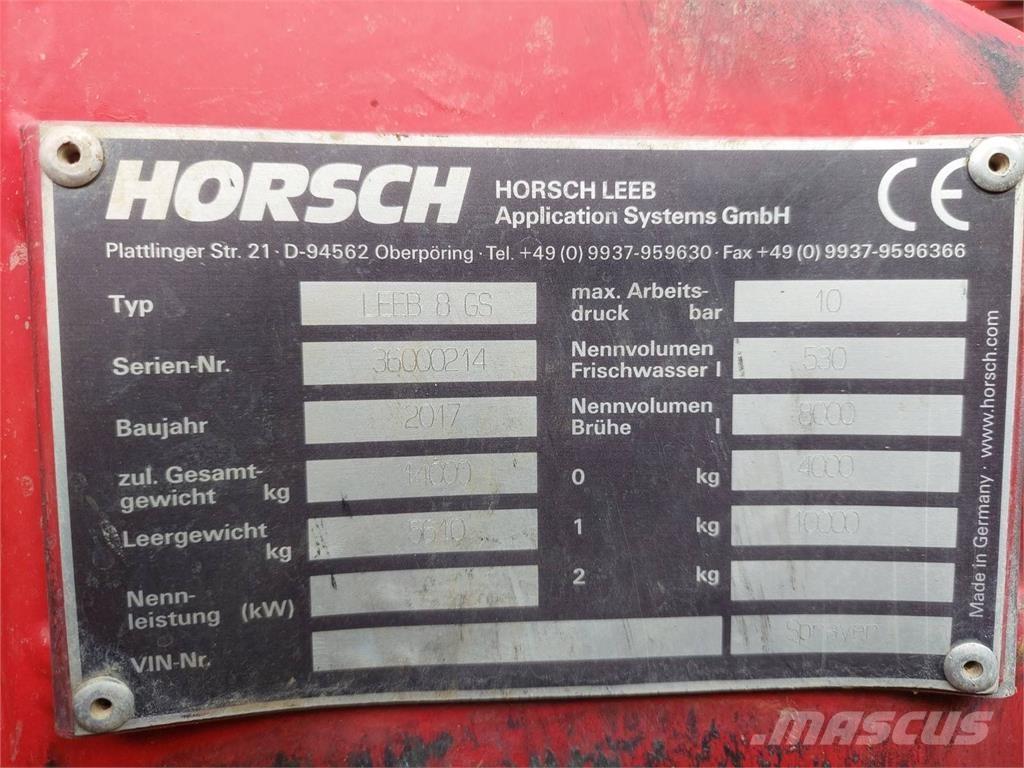 HORSCH
HORSCH LEEB
Application Systems GmbH
CE
Plattlinger Str. 21 · D-94562 Oberpöring · Tel. +49 (0) 9937-959630 · Fax +49 (0) 9937-9596366
Typ LEEB 8 GS
Serien-Nr. 36000214
Baujahr 2017
zul. Gesamt-
gewicht kg 14000
Leergewicht
kg 5610
Nenn-
leistung (kW)
VIN-Nr.
max. Arbeits-
druck bar 10
Nennvolumen
Frischwasser l 530
Nennvolumen
Brühe l 8000
0 kg 4000
1 kg 10000
2 kg
Sprayer
Made in Germany · www.horsch.com
MASCUS